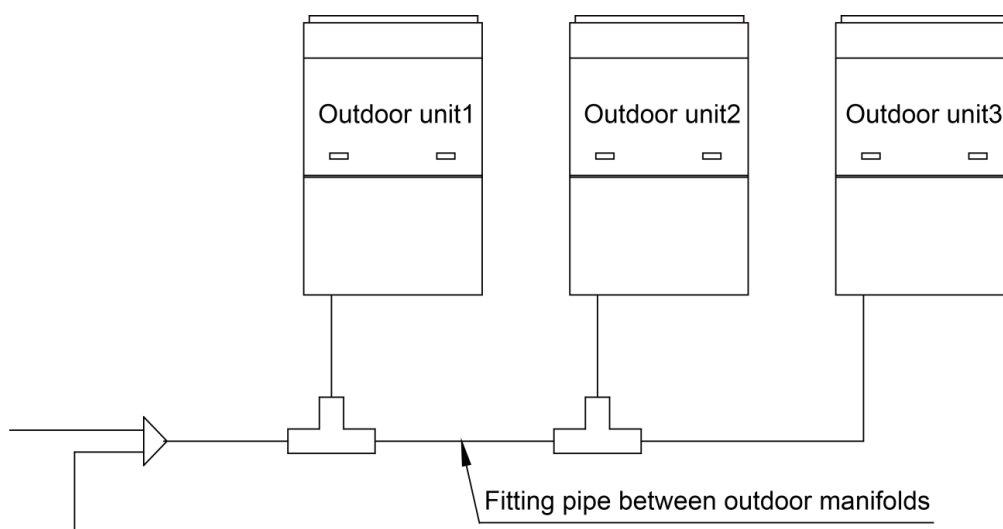 Outdoor unit1
Outdoor unit2
Outdoor unit3
Fitting pipe between outdoor manifolds